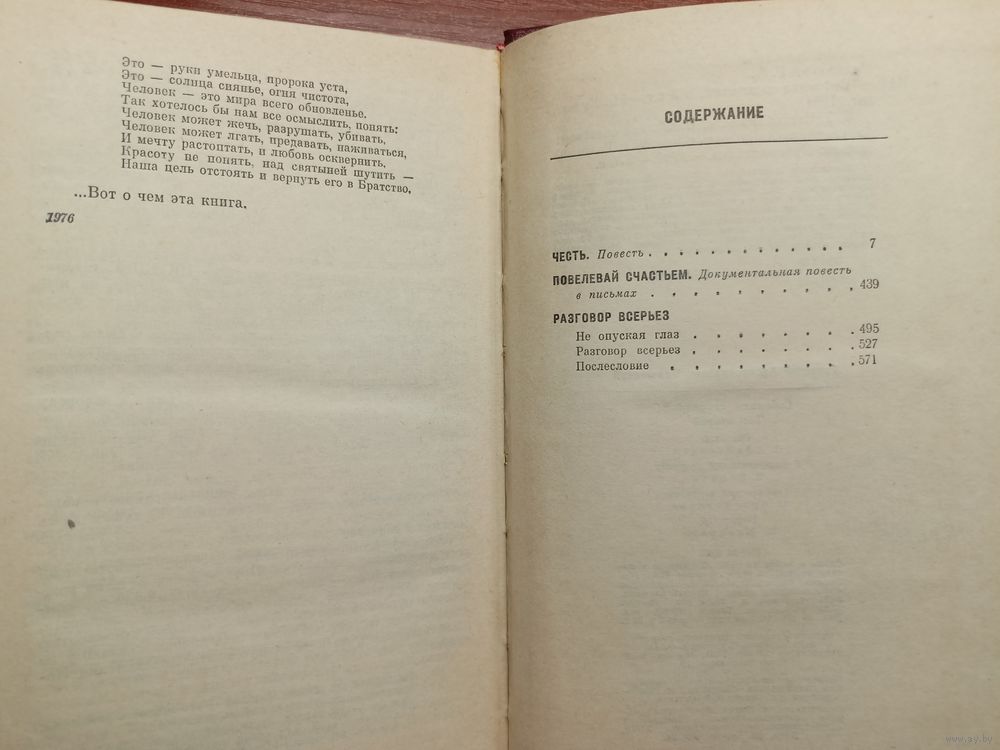 Это — руки умельца, пророка уста,
Это — солнца сиянье, огня чистота,
Человек — это мира всего обновленье.
Так хотелось бы нам все осмыслить, понять:
Человек может жечь, разрушать, убивать,
Человек может лгать, предавать, наживаться,
И мечту растоптать, и любовь осквернить.
Красоту не понять, над святыней шутить —
Наша цель отстоять и вернуть его в Братство,
...Вот о чем эта книга.
1976
СОДЕРЖАНИЕ
ЧЕСТЬ. Повесть . . . . . . . . . . . . . 7
ПОВЕЛЕВАЙ СЧАСТЬЕМ. Документальная повесть
в письмах . . . . . . . . . . 439
РАЗГОВОР ВСЕРЬЕЗ
Не опуская глаз . . . . . . . . 495
Разговор всерьез . . . . . . . . 527
Послесловие . . . . . . . . 571
www.ay.by